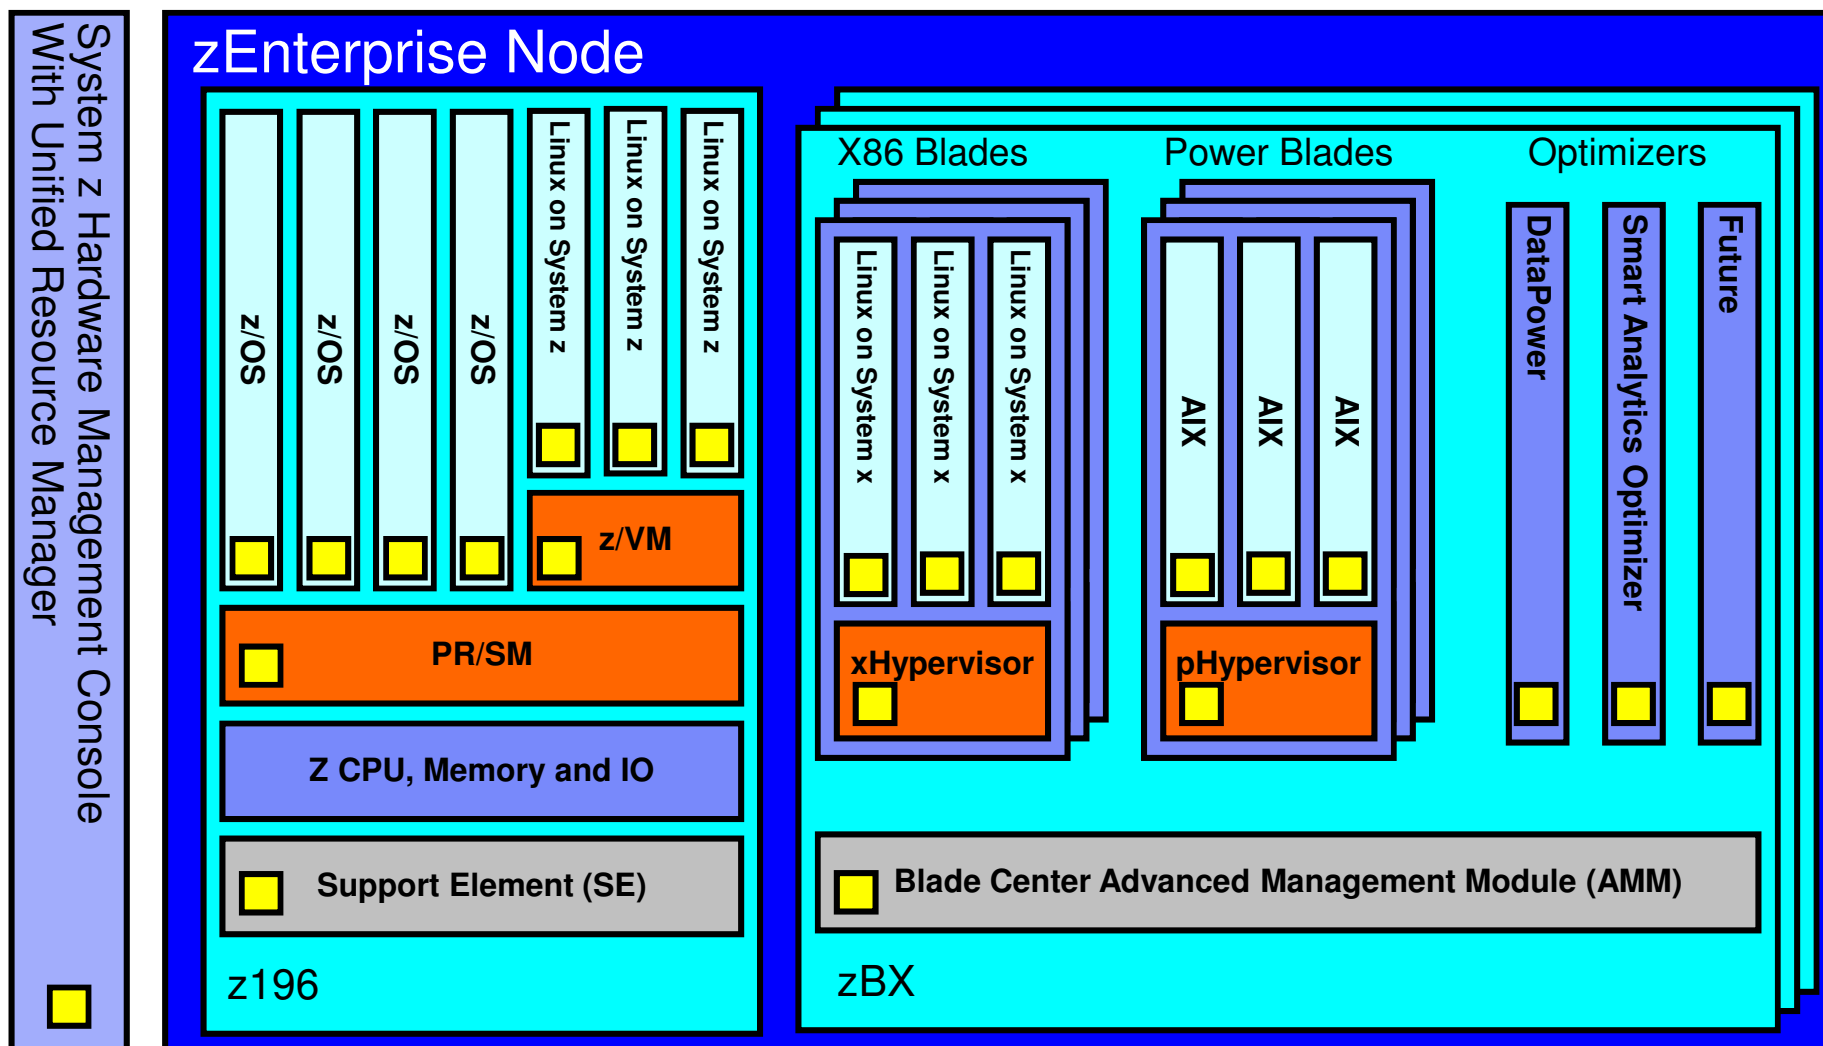 System z Hardware Management Console
With Unified Resource Manager
zEnterprise Node
z/OS
z/OS
z/OS
z/OS
Linux on System z
Linux on System z
Linux on System z
z/VM
PR/SM
Z CPU, Memory and IO
Support Element (SE)
z196
X86 Blades
Linux on System x
Linux on System x
Linux on System x
xHypervisor
Power Blades
AIX
AIX
AIX
pHypervisor
Optimizers
DataPower
Smart Analytics Optimizer
Future
Blade Center Advanced Management Module (AMM)
zBX